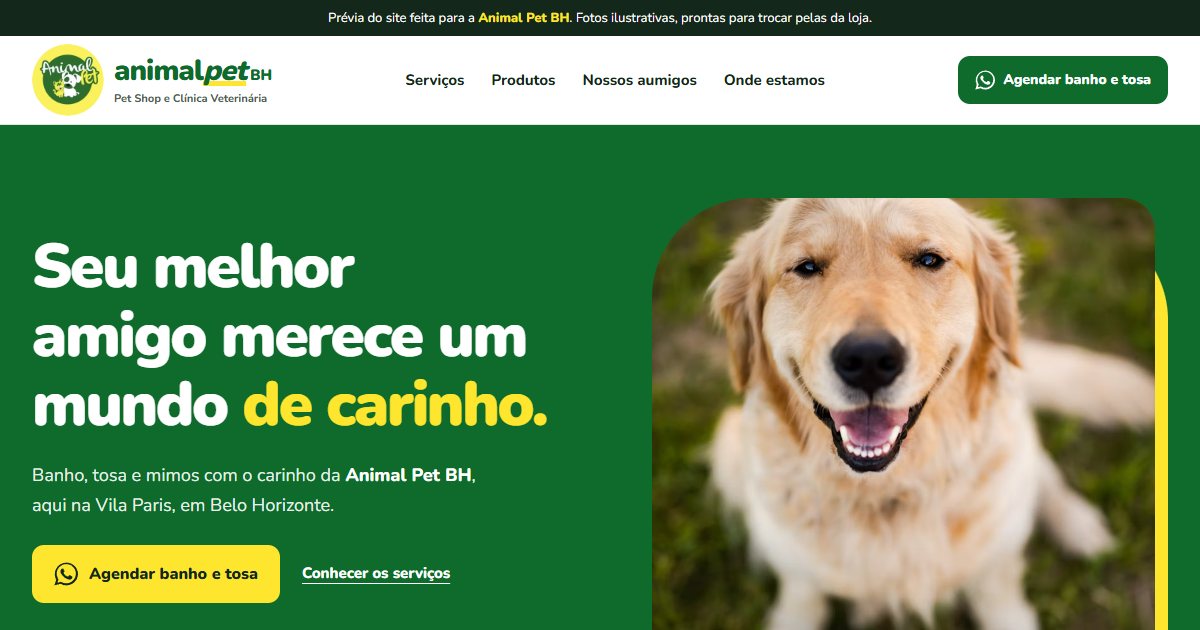 Prévia do site feita para a Animal Pet BH. Fotos ilustrativas, prontas para trocar pelas da loja.
Animal Pet
animalpetBH
Pet Shop e Clínica Veterinária
Serviços
Produtos
Nossos aumigos
Onde estamos
Agendar banho e tosa
Seu melhor
amigo merece um
mundo de carinho.
Banho, tosa e mimos com o carinho da Animal Pet BH,
aqui na Vila Paris, em Belo Horizonte.
Agendar banho e tosa
Conhecer os serviços